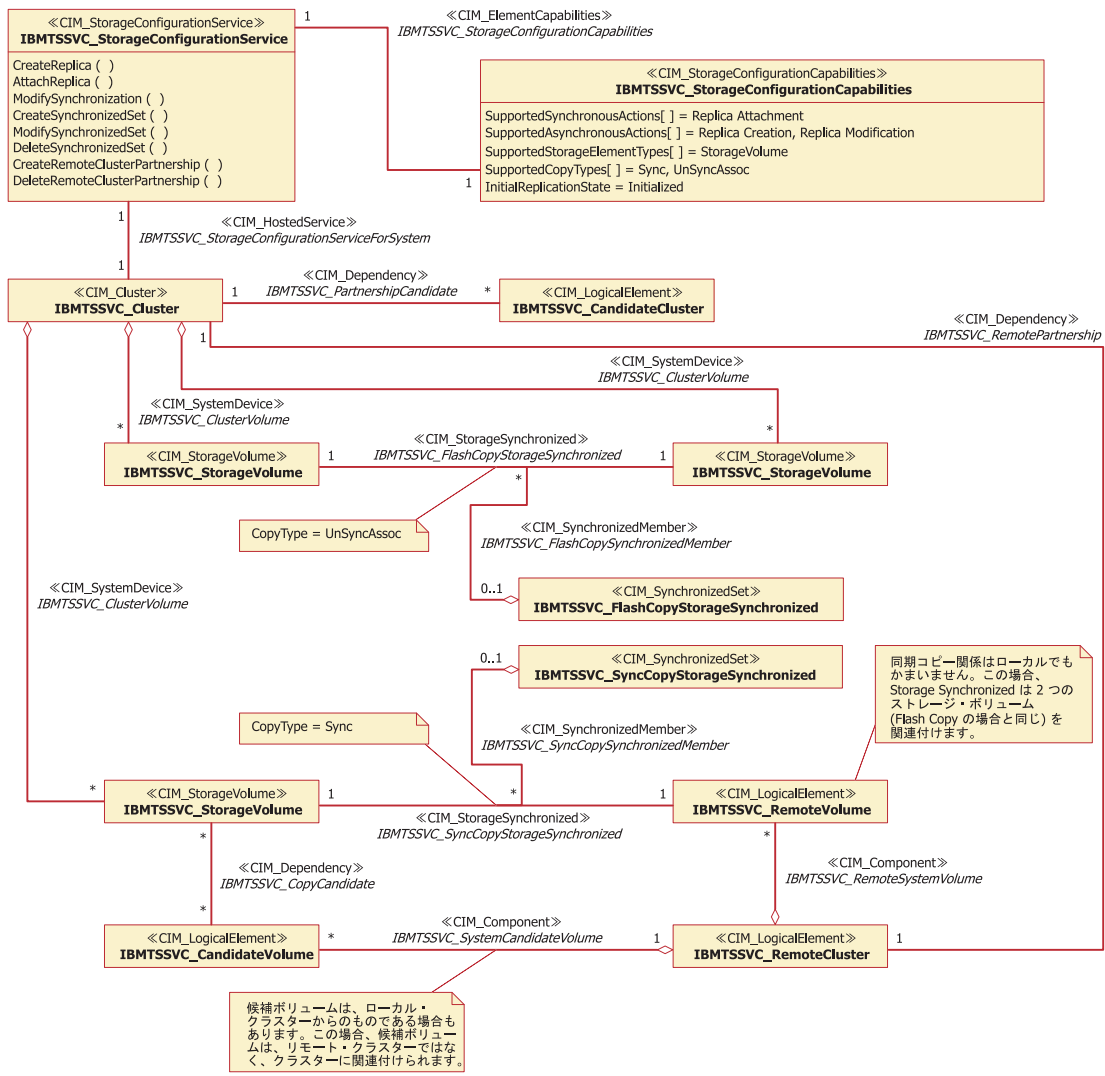 ≪CIM_StorageConfigurationService≫
IBMTSSVC_StorageConfigurationService
CreateReplica ( )
AttachReplica ( )
ModifySynchronization ( )
CreateSynchronizedSet ( )
ModifySynchronizedSet ( )
DeleteSynchronizedSet ( )
CreateRemoteClusterPartnership ( )
DeleteRemoteClusterPartnership ( )
1
≪CIM_ElementCapabilities≫
IBMTSSVC_StorageConfigurationCapabilities
≪CIM_StorageConfigurationCapabilities≫
IBMTSSVC_StorageConfigurationCapabilities
SupportedSynchronousActions[ ] = Replica Attachment
SupportedAsynchronousActions[ ] = Replica Creation, Replica Modification
SupportedStorageElementTypes[ ] = StorageVolume
SupportedCopyTypes[ ] = Sync, UnSyncAssoc
InitialReplicationState = Initialized
1
1
≪CIM_HostedService≫
IBMTSSVC_StorageConfigurationServiceForSystem
1
≪CIM_Cluster≫
IBMTSSVC_Cluster
1
≪CIM_Dependency≫
IBMTSSVC_PartnershipCandidate
*
≪CIM_LogicalElement≫
IBMTSSVC_CandidateCluster
1
≪CIM_Dependency≫
IBMTSSVC_RemotePartnership
≪CIM_SystemDevice≫
IBMTSSVC_ClusterVolume
≪CIM_SystemDevice≫
IBMTSSVC_ClusterVolume
*
*
≪CIM_StorageVolume≫
IBMTSSVC_StorageVolume
1
≪CIM_StorageSynchronized≫
IBMTSSVC_FlashCopyStorageSynchronized
1
≪CIM_StorageVolume≫
IBMTSSVC_StorageVolume
*
CopyType = UnSyncAssoc
≪CIM_SynchronizedMember≫
IBMTSSVC_FlashCopySynchronizedMember
≪CIM_SystemDevice≫
IBMTSSVC_ClusterVolume
0..1
≪CIM_SynchronizedSet≫
IBMTSSVC_FlashCopyStorageSynchronized
0..1
≪CIM_SynchronizedSet≫
IBMTSSVC_SyncCopyStorageSynchronized
同期コピー関係はローカルでも
かまいません。この場合、
Storage Synchronized は 2 つの
ストレージ・ボリューム
(Flash Copy の場合と同じ) を
関連付けます。
CopyType = Sync
≪CIM_SynchronizedMember≫
IBMTSSVC_SyncCopySynchronizedMember
*
≪CIM_StorageVolume≫
IBMTSSVC_StorageVolume
1
*
1
≪CIM_LogicalElement≫
IBMTSSVC_RemoteVolume
≪CIM_StorageSynchronized≫
IBMTSSVC_SyncCopyStorageSynchronized
*
*
≪CIM_Dependency≫
IBMTSSVC_CopyCandidate
≪CIM_Component≫
IBMTSSVC_RemoteSystemVolume
*
≪CIM_LogicalElement≫
IBMTSSVC_CandidateVolume
*
≪CIM_Component≫
IBMTSSVC_SystemCandidateVolume
1
≪CIM_LogicalElement≫
IBMTSSVC_RemoteCluster
1
候補ボリュームは、ローカル・
クラスターからのものである場合も
あります。この場合、候補ボリュー
ムは、リモート・クラスターではな
く、クラスターに関連付けられます。